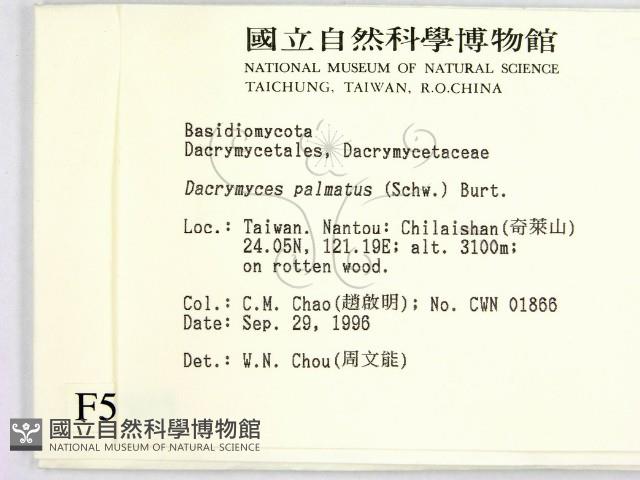 國立自然科學博物館
NATIONAL MUSEUM OF NATURAL SCIENCE
TAICHUNG, TAIWAN, R.O.CHINA
Basidiomycota
Dacrymycetales, Dacrymycetaceae
Dacrymyces palmatus (Schw.) Burt.
Loc.: Taiwan. Nantou: Chilaishan(奇萊山)
24.05N, 121.19E; alt. 3100m;
on rotten wood.
Col.: C.M. Chao(趙啟明); No. CWN 01866
Date: Sep. 29, 1996
Det.: W.N. Chou(周文能)
F5
國立自然科學博物館
NATIONAL MUSEUM OF NATURAL SCIENCE